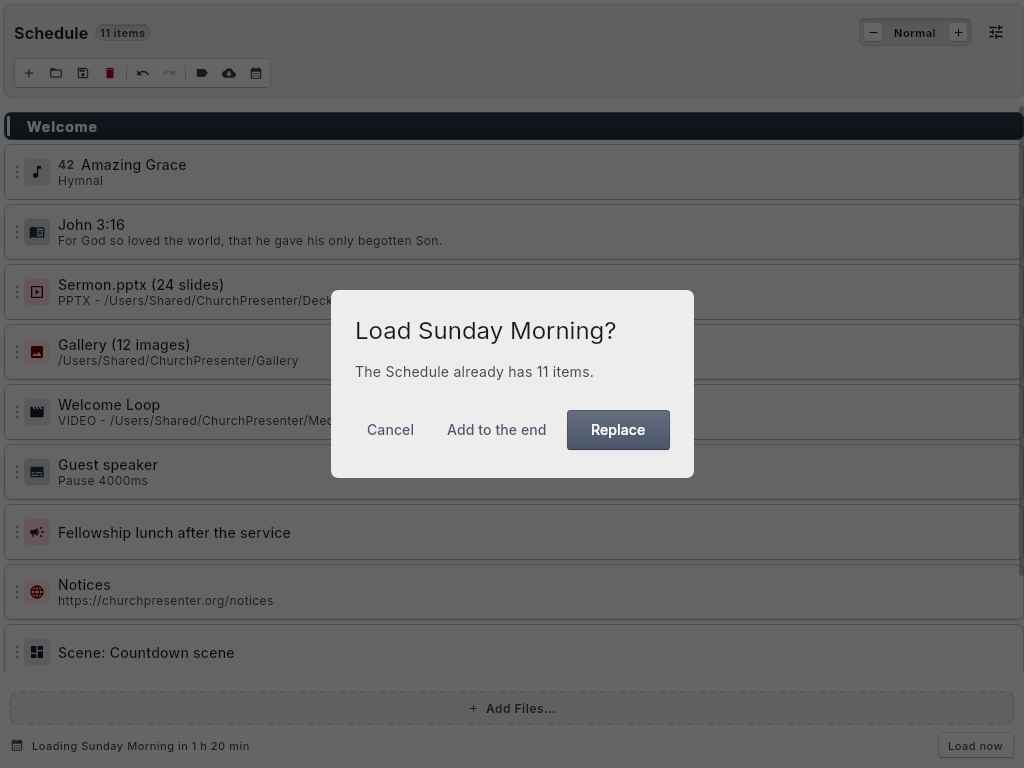 Schedule
11 items
Normal
Welcome
42 Amazing Grace
Hymnal
John 3:16
For God so loved the world, that he gave his only begotten Son.
Sermon.pptx (24 slides)
PPTX - /Users/Shared/ChurchPresenter/Deck
Gallery (12 images)
/Users/Shared/ChurchPresenter/Gallery
Welcome Loop
VIDEO - /Users/Shared/ChurchPresenter/Med
Guest speaker
Pause 4000ms
Fellowship lunch after the service
Notices
https://churchpresenter.org/notices
Scene: Countdown scene
Load Sunday Morning?
The Schedule already has 11 items.
Cancel
Add to the end
Replace
+ Add Files...
Loading Sunday Morning in 1 h 20 min
Load now